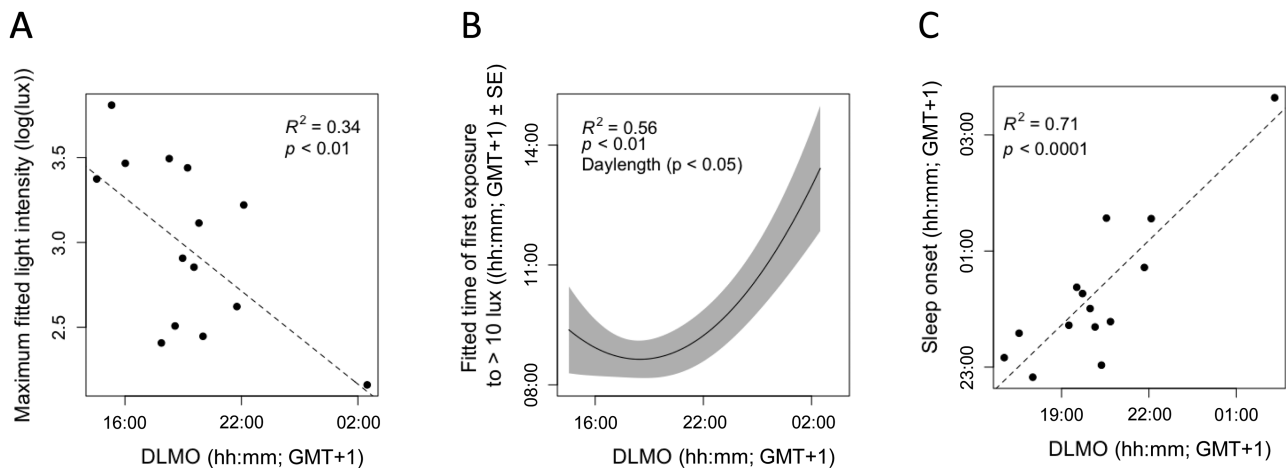 A
Maximum fitted light intensity (log(lux))
3.5
3.0
2.5
R² = 0.34
p < 0.01
16:00
22:00
02:00
DLMO (hh:mm; GMT+1)
B
Fitted time of first exposure
to > 10 lux ((hh:mm; GMT+1) ± SE)
14:00
11:00
08:00
R² = 0.56
p < 0.01
Daylength (p < 0.05)
16:00
22:00
02:00
DLMO (hh:mm; GMT+1)
C
Sleep onset (hh:mm; GMT+1)
03:00
01:00
23:00
R² = 0.71
p < 0.0001
19:00
22:00
01:00
DLMO (hh:mm; GMT+1)